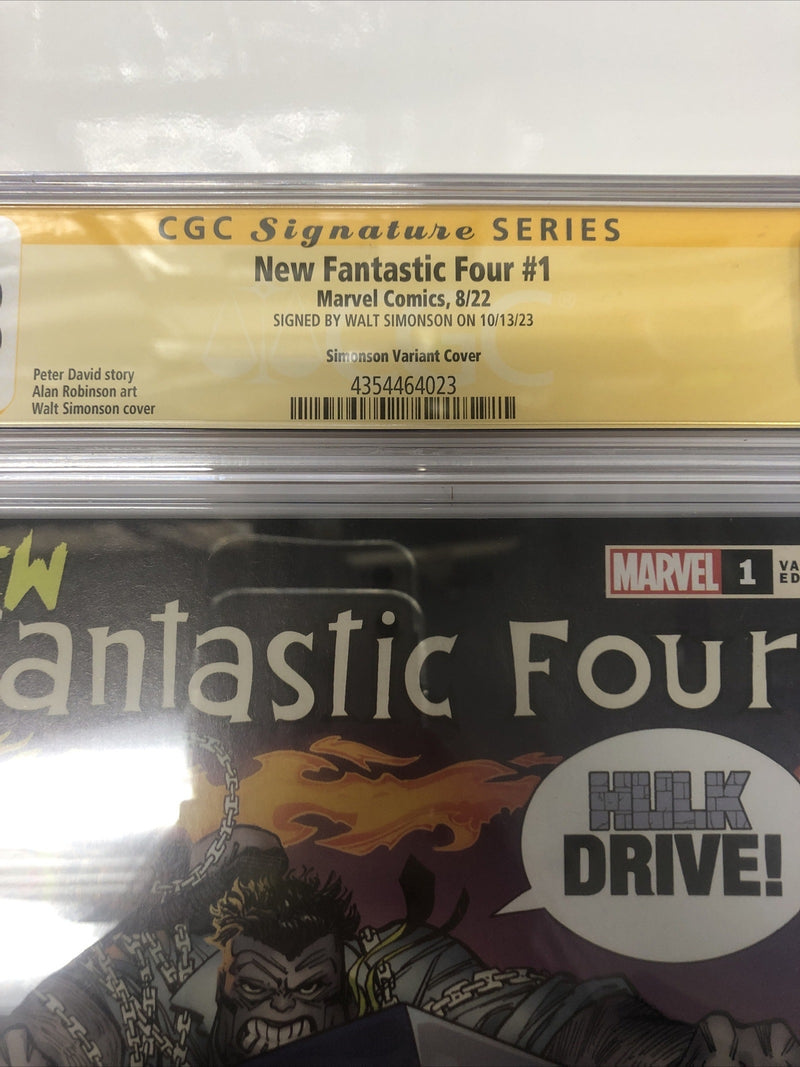 CGC Signature SERIES
New Fantastic Four #1
Marvel Comics, 8/22
SIGNED BY WALT SIMONSON ON 10/13/23
Simonson Variant Cover
Peter David story
Alan Robinson art
Walt Simonson cover
4354464023
MARVEL 1
antastic Four
HULK
DRIVE!